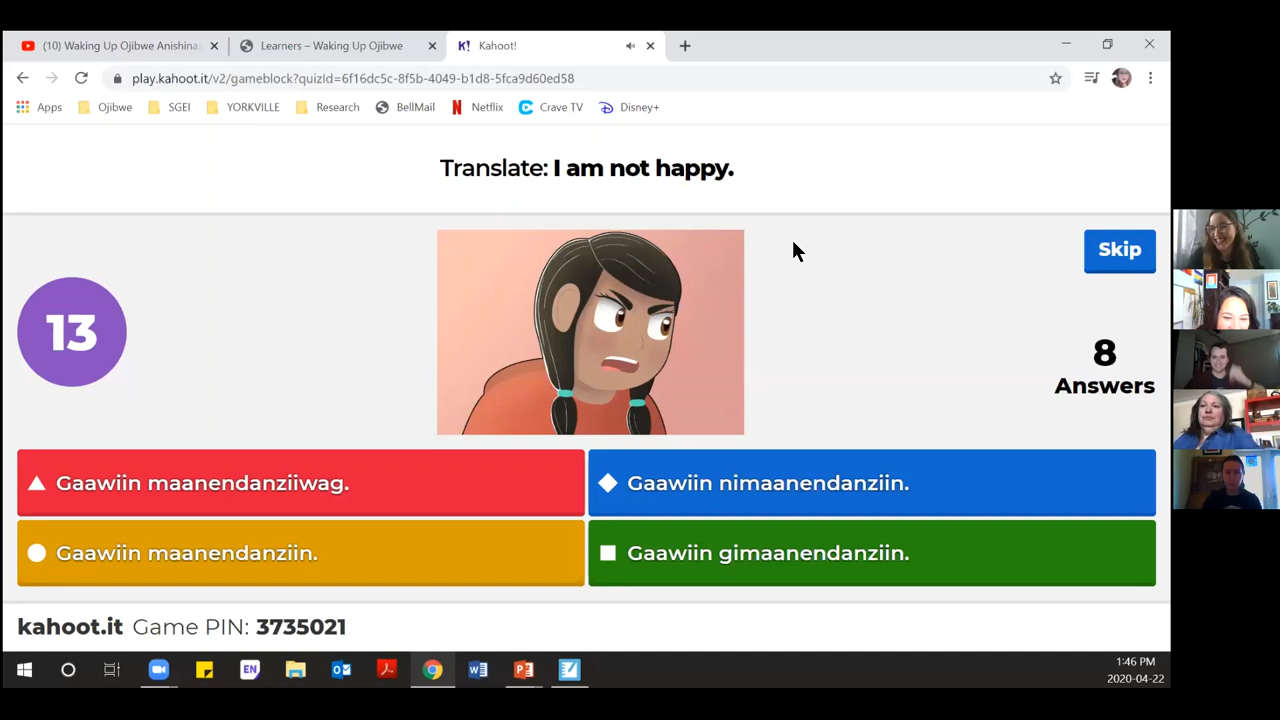 (10) Waking Up Ojibwe Anishina
Learners – Waking Up Ojibwe
K! Kahoot!
play.kahoot.it/v2/gameblock?quizId=6f16dc5c-8f5b-4049-b1d8-5fca9d60ed58
Apps Ojibwe SGEI YORKVILLE Research BellMail Netflix Crave TV Disney+
Translate: I am not happy.
Skip
13
8
Answers
Gaawiin maanendanziiwag.
Gaawiin nimaanendanziin.
Gaawiin maanendanziin.
Gaawiin gimaanendanziin.
kahoot.it Game PIN: 3735021
EN
1:46 PM
2020-04-22